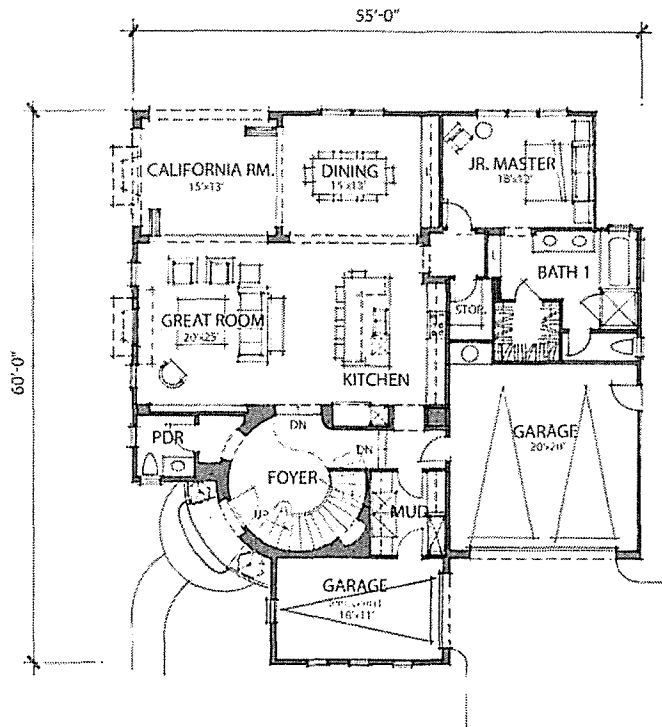 55'-0"
60'-0"
CALIFORNIA RM.
15'x13'
DINING
15'x13'
JR. MASTER
18'x12'
BATH 1
STOR.
GREAT ROOM
20'x25'
KITCHEN
PDR
DN
DN
FOYER
UP
MUD
GARAGE
20'x20'
GARAGE
16'x11'